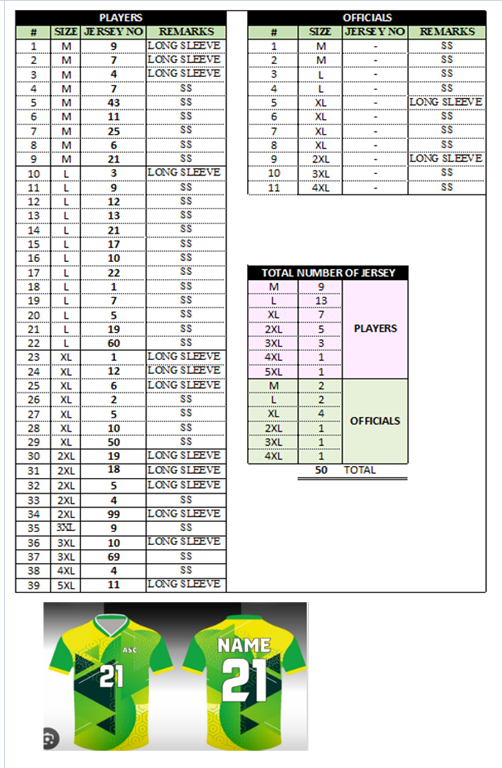 PLAYERS
# SIZE JERSEY NO REMARKS
1 M 9 LONG SLEEVE
2 M 7 LONG SLEEVE
3 M 4 LONG SLEEVE
4 M 7 SS
5 M 43 SS
6 M 11 SS
7 M 25 SS
8 M 6 SS
9 M 21 SS
10 L 3 LONG SLEEVE
11 L 9 SS
12 L 12 SS
13 L 13 SS
14 L 21 SS
15 L 17 SS
16 L 10 SS
17 L 22 SS
18 L 1 SS
19 L 7 SS
20 L 5 SS
21 L 19 SS
22 L 60 SS
23 XL 1 LONG SLEEVE
24 XL 12 LONG SLEEVE
25 XL 6 LONG SLEEVE
26 XL 2 SS
27 XL 5 SS
28 XL 10 SS
29 XL 50 SS
30 2XL 19 LONG SLEEVE
31 2XL 18 LONG SLEEVE
32 2XL 5 LONG SLEEVE
33 2XL 4 SS
34 2XL 99 LONG SLEEVE
35 3XL 9 SS
36 3XL 10 LONG SLEEVE
37 3XL 69 SS
38 4XL 4 SS
39 5XL 11 LONG SLEEVE
OFFICIALS
# SIZE JERSEY NO REMARKS
1 M - SS
2 M - SS
3 L - SS
4 L - SS
5 XL - LONG SLEEVE
6 XL - SS
7 XL - SS
8 XL - SS
9 2XL - LONG SLEEVE
10 3XL - SS
11 4XL - SS
TOTAL NUMBER OF JERSEY
M 9
L 13
XL 7
2XL 5 PLAYERS
3XL 3
4XL 1
5XL 1
M 2
L 2
XL 4 OFFICIALS
2XL 1
3XL 1
4XL 1
50 TOTAL
ASC
21
NAME
21